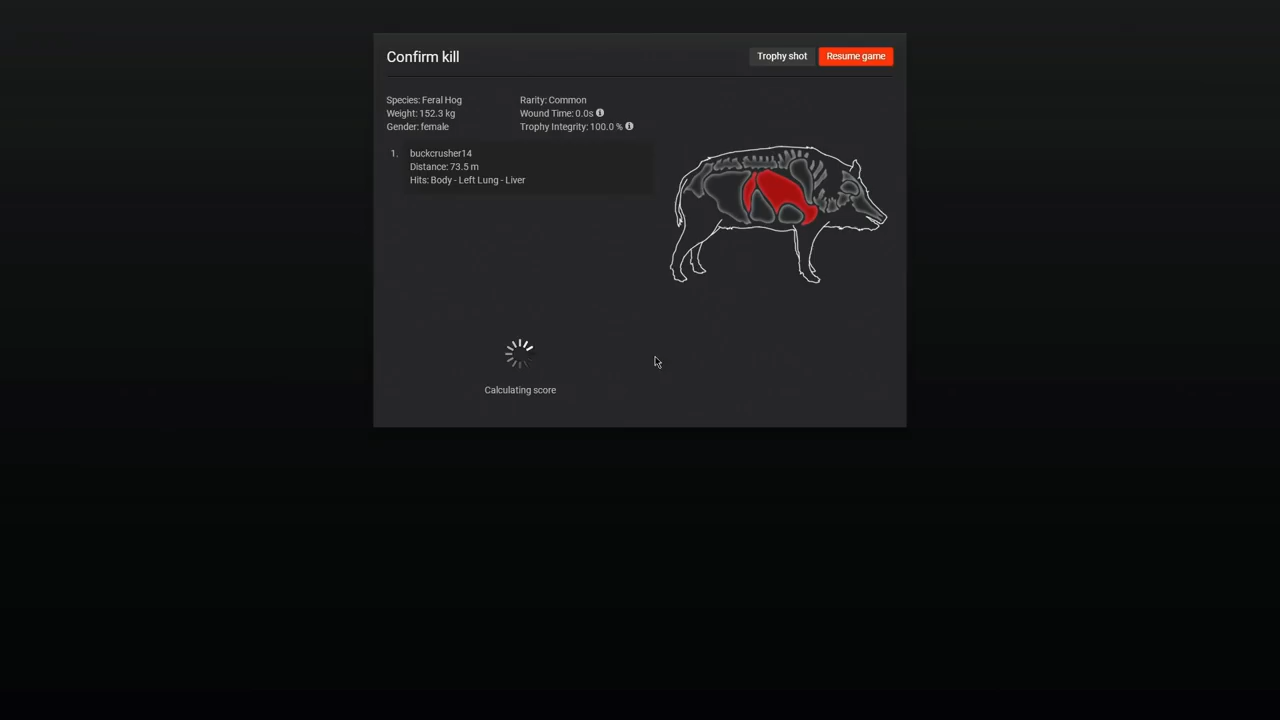 Confirm kill
Trophy shot
Resume game
Species: Feral Hog
Weight: 152.3 kg
Gender: female
Rarity: Common
Wound Time: 0.0s
Trophy Integrity: 100.0 %
1. buckcrusher14
Distance: 73.5 m
Hits: Body - Left Lung - Liver
Calculating score